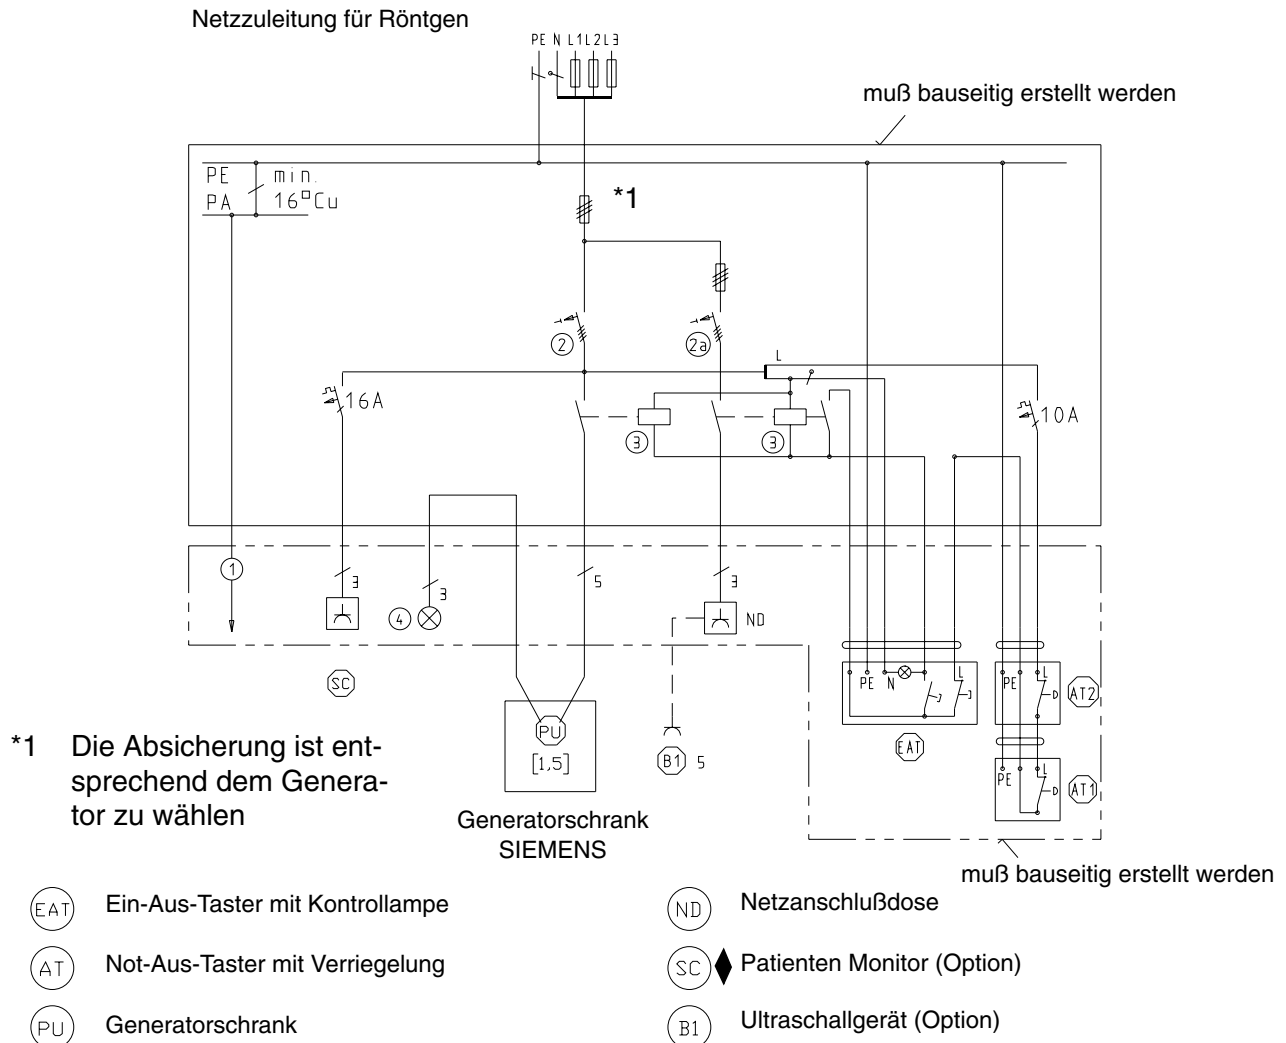 Netzzuleitung für Röntgen
PE N L1 L2 L3
muß bauseitig erstellt werden
PE min.
PA 16□Cu
*1
2
2a
L
16A
3
3
10A
1
3
4
3
5
3
ND
SC
PE N L
EAT
PE L
AT2
PE L
AT1
PU
[1,5]
B1 5
*1 Die Absicherung ist ent-
sprechend dem Genera-
tor zu wählen
Generatorschrank
SIEMENS
muß bauseitig erstellt werden
EAT Ein-Aus-Taster mit Kontrollampe
AT Not-Aus-Taster mit Verriegelung
PU Generatorschrank
ND Netzanschlußdose
SC Patienten Monitor (Option)
B1 Ultraschallgerät (Option)